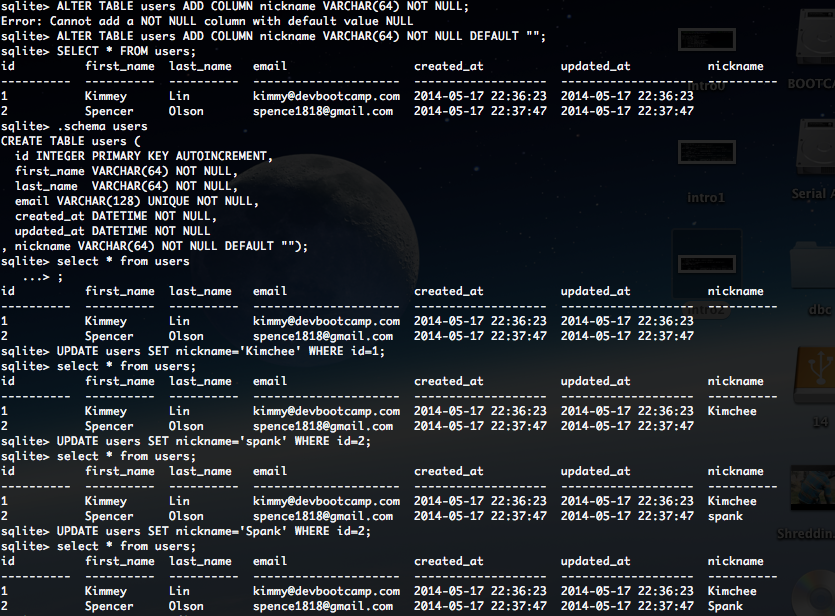 sqlite> ALTER TABLE users ADD COLUMN nickname VARCHAR(64) NOT NULL;
Error: Cannot add a NOT NULL column with default value NULL
sqlite> ALTER TABLE users ADD COLUMN nickname VARCHAR(64) NOT NULL DEFAULT "";
sqlite> SELECT * FROM users;
id          first_name  last_name   email                 created_at           updated_at           nickname
----------  ----------  ----------  --------------------  -------------------  -------------------  ----------
1           Kimmey      Lin         kimmy@devbootcamp.com  2014-05-17 22:36:23  2014-05-17 22:36:23
2           Spencer     Olson       spence1818@gmail.com  2014-05-17 22:37:47  2014-05-17 22:37:47
sqlite> .schema users
CREATE TABLE users (
  id INTEGER PRIMARY KEY AUTOINCREMENT,
  first_name VARCHAR(64) NOT NULL,
  last_name  VARCHAR(64) NOT NULL,
  email VARCHAR(128) UNIQUE NOT NULL,
  created_at DATETIME NOT NULL,
  updated_at DATETIME NOT NULL
, nickname VARCHAR(64) NOT NULL DEFAULT "");
sqlite> select * from users
   ...> ;
id          first_name  last_name   email                 created_at           updated_at           nickname
----------  ----------  ----------  --------------------  -------------------  -------------------  ----------
1           Kimmey      Lin         kimmy@devbootcamp.com  2014-05-17 22:36:23  2014-05-17 22:36:23
2           Spencer     Olson       spence1818@gmail.com  2014-05-17 22:37:47  2014-05-17 22:37:47
sqlite> UPDATE users SET nickname='Kimchee' WHERE id=1;
sqlite> select * from users;
id          first_name  last_name   email                 created_at           updated_at           nickname
----------  ----------  ----------  --------------------  -------------------  -------------------  ----------
1           Kimmey      Lin         kimmy@devbootcamp.com  2014-05-17 22:36:23  2014-05-17 22:36:23  Kimchee
2           Spencer     Olson       spence1818@gmail.com  2014-05-17 22:37:47  2014-05-17 22:37:47
sqlite> UPDATE users SET nickname='spank' WHERE id=2;
sqlite> select * from users;
id          first_name  last_name   email                 created_at           updated_at           nickname
----------  ----------  ----------  --------------------  -------------------  -------------------  ----------
1           Kimmey      Lin         kimmy@devbootcamp.com  2014-05-17 22:36:23  2014-05-17 22:36:23  Kimchee
2           Spencer     Olson       spence1818@gmail.com  2014-05-17 22:37:47  2014-05-17 22:37:47  spank
sqlite> UPDATE users SET nickname='Spank' WHERE id=2;
sqlite> select * from users;
id          first_name  last_name   email                 created_at           updated_at           nickname
----------  ----------  ----------  --------------------  -------------------  -------------------  ----------
1           Kimmey      Lin         kimmy@devbootcamp.com  2014-05-17 22:36:23  2014-05-17 22:36:23  Kimchee
2           Spencer     Olson       spence1818@gmail.com  2014-05-17 22:37:47  2014-05-17 22:37:47  Spank
intro0
BOOTCA
intro1
Serial A
intro2
dbc
14
Shreddin